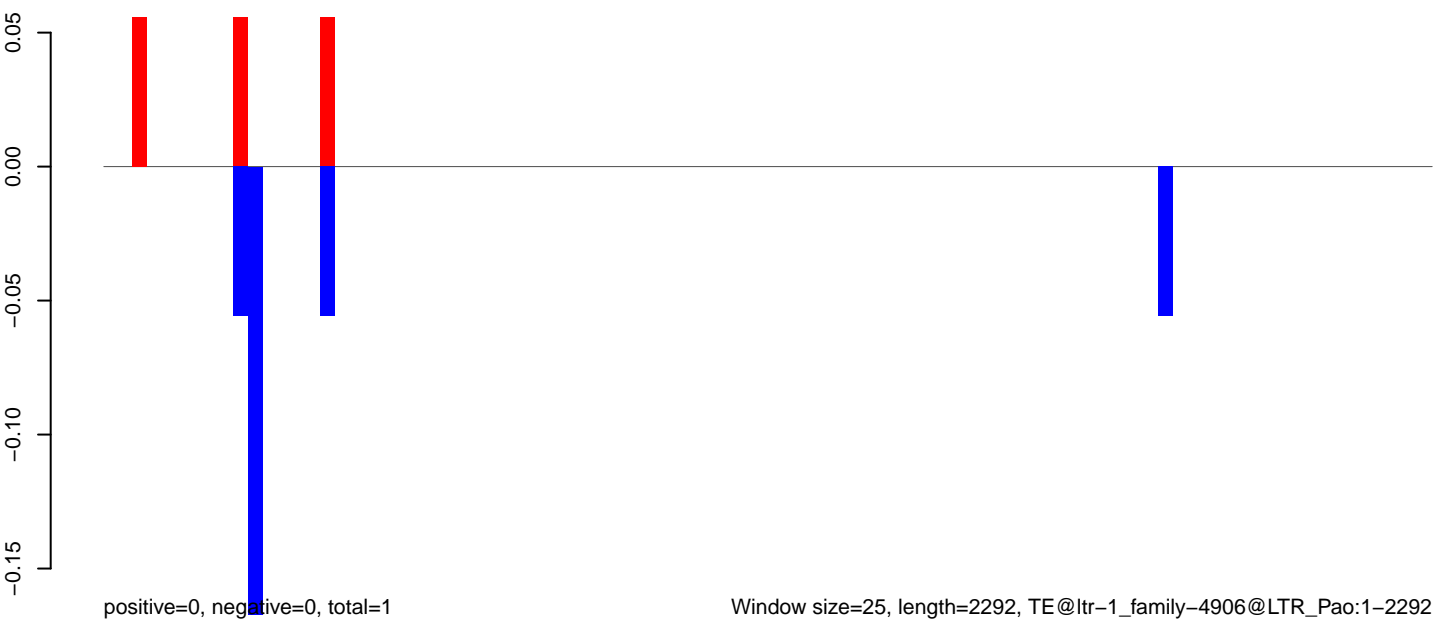 0.05
0.00
−0.05
−0.10
−0.15
positive=0, negative=0, total=1
Window size=25, length=2292, TE@ltr−1_family−4906@LTR_Pao:1−2292